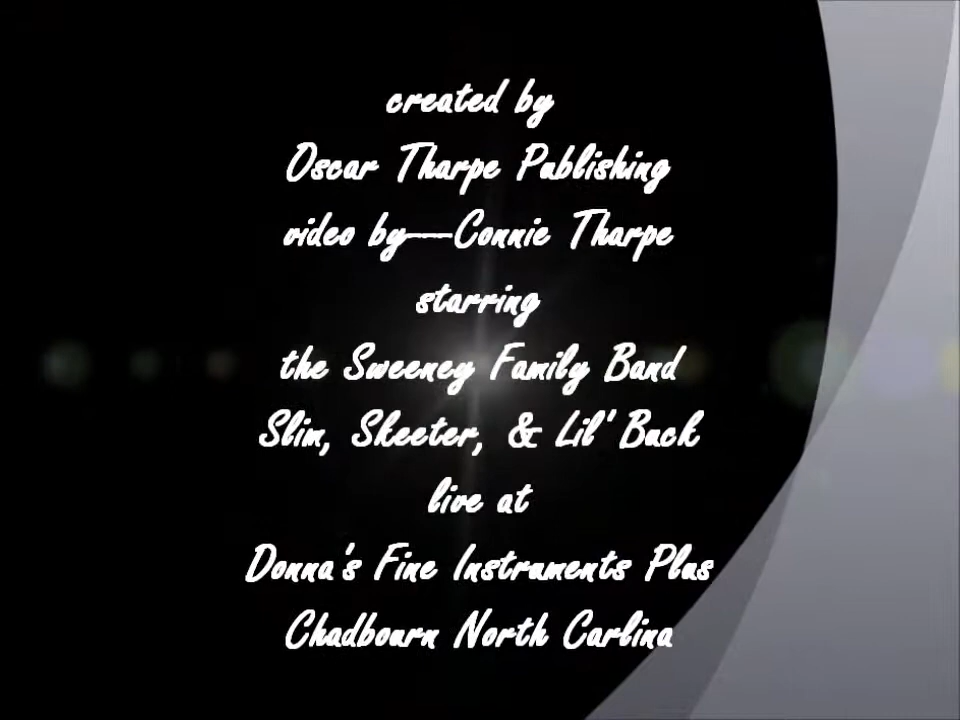 created by
Oscar Tharpe Publishing
video by----Connie Tharpe
starring
the Sweeney Family Band
Slim, Skeeter, & Lil' Buck
live at
Donna's Fine Instruments Plus
Chadbourn North Carlina